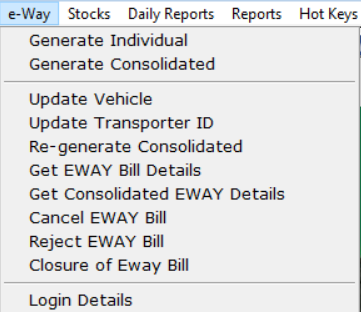 e-Way Stocks Daily Reports Reports Hot Keys
Generate Individual
Generate Consolidated
Update Vehicle
Update Transporter ID
Re-generate Consolidated
Get EWAY Bill Details
Get Consolidated EWAY Details
Cancel EWAY Bill
Reject EWAY Bill
Closure of Eway Bill
Login Details